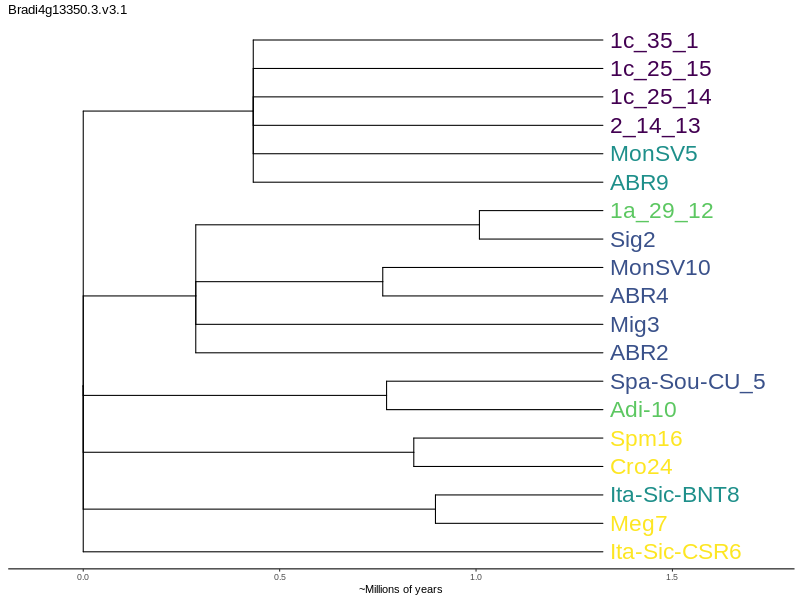 Bradi4g13350.3.v3.1
1c_35_1
1c_25_15
1c_25_14
2_14_13
MonSV5
ABR9
1a_29_12
Sig2
MonSV10
ABR4
Mig3
ABR2
Spa-Sou-CU_5
Adi-10
Spm16
Cro24
Ita-Sic-BNT8
Meg7
Ita-Sic-CSR6
0.0 0.5 1.0 1.5
~Millions of years